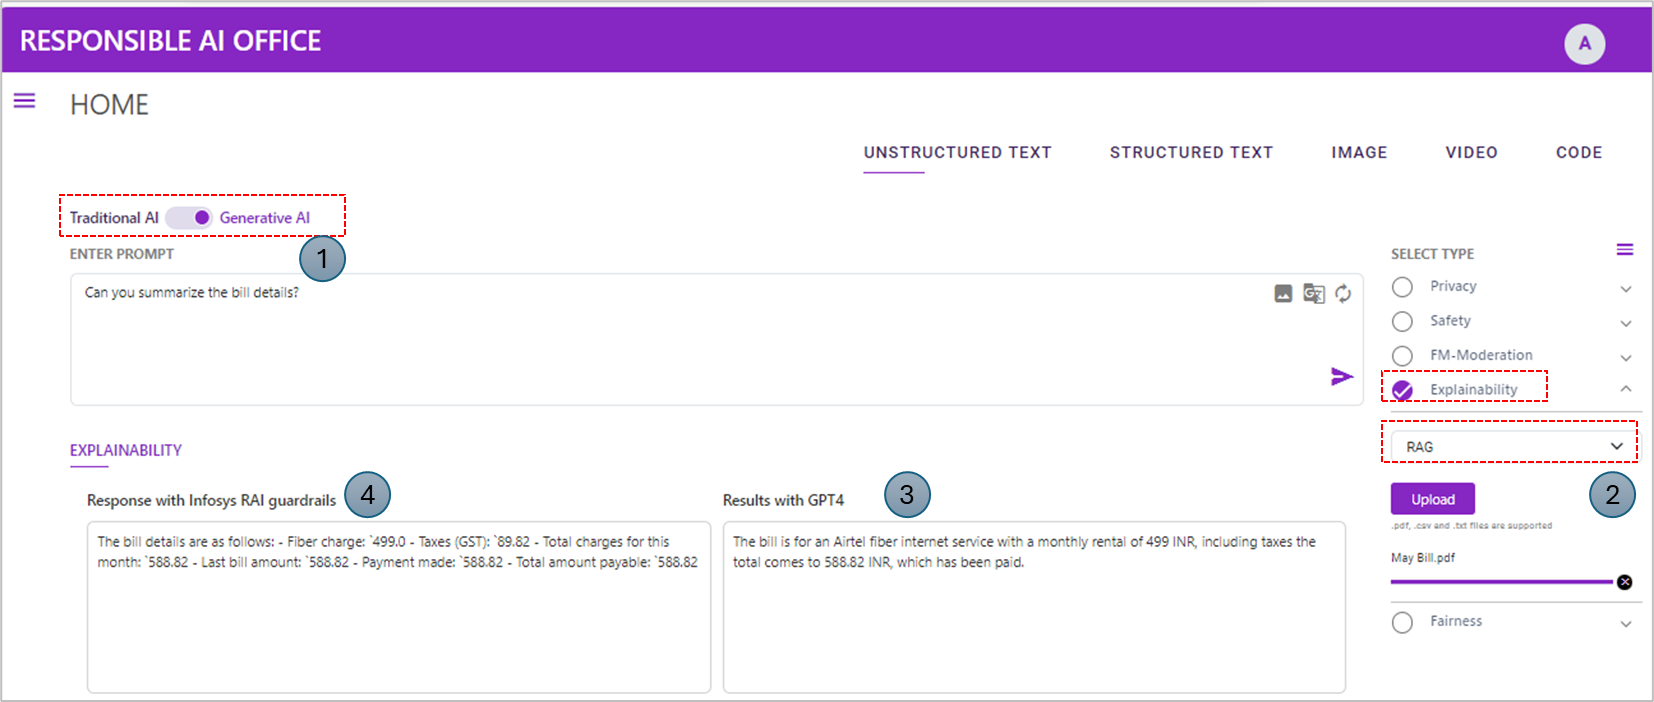 RESPONSIBLE AI OFFICE
A
HOME
UNSTRUCTURED TEXT STRUCTURED TEXT IMAGE VIDEO CODE
Traditional AI Generative AI
1
ENTER PROMPT
Can you summarize the bill details?
SELECT TYPE
Privacy
Safety
FM-Moderation
Explainability
RAG
2
Upload
.pdf, .csv and .txt files are supported
May Bill.pdf
Fairness
EXPLAINABILITY
Response with Infosys RAI guardrails
4
The bill details are as follows: - Fiber charge: `499.0 - Taxes (GST): `89.82 - Total charges for this
month: `588.82 - Last bill amount: `588.82 - Payment made: `588.82 - Total amount payable: `588.82
Results with GPT4
3
The bill is for an Airtel fiber internet service with a monthly rental of 499 INR, including taxes the
total comes to 588.82 INR, which has been paid.